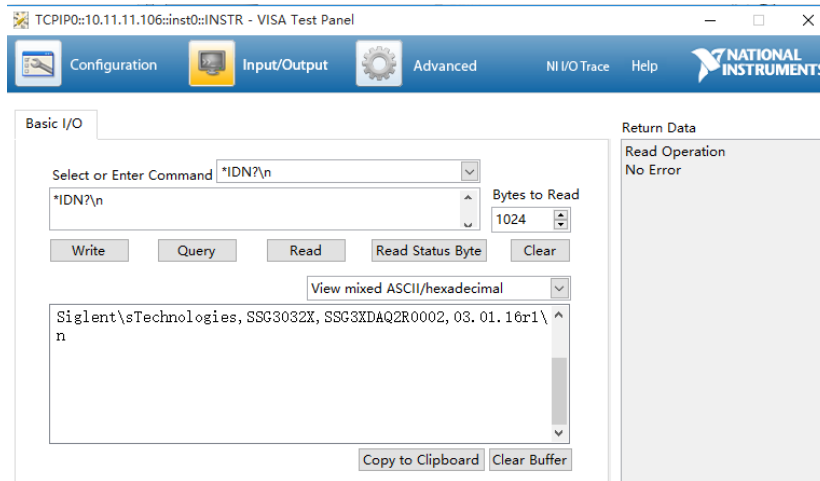 TCPIP0::10.11.11.106::inst0::INSTR - VISA Test Panel
Configuration
Input/Output
Advanced
NI I/O Trace
Help
NATIONAL
INSTRUMENTS
Basic I/O
Return Data
Read Operation
No Error
Select or Enter Command *IDN?\n
*IDN?\n
Bytes to Read
1024
Write Query Read Read Status Byte Clear
View mixed ASCII/hexadecimal
Siglent\sTechnologies,SSG3032X,SSG3XDAQ2R0002,03.01.16r1\
n
Copy to Clipboard Clear Buffer